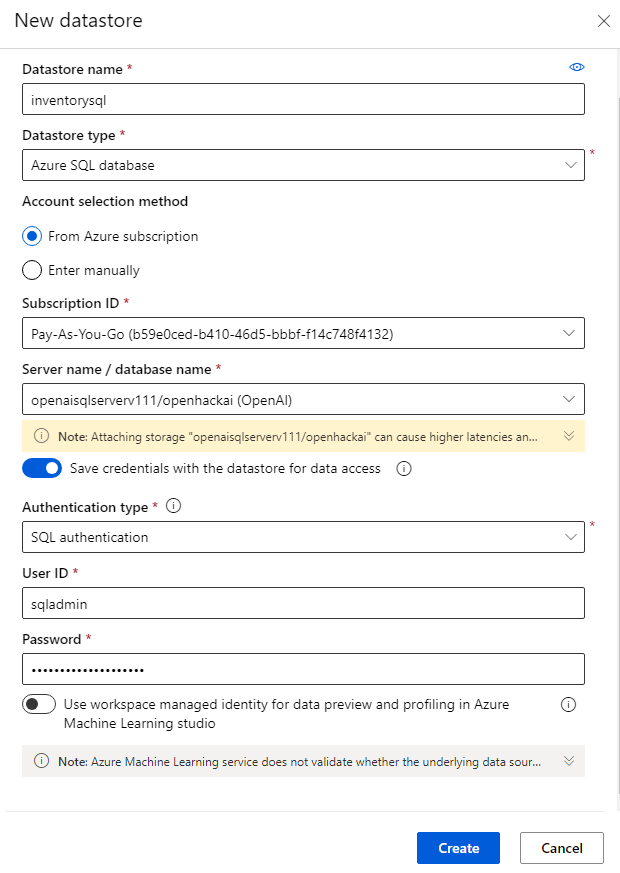 New datastore
Datastore name *
inventorysql
Datastore type *
Azure SQL database
*
Account selection method
From Azure subscription
Enter manually
Subscription ID *
Pay-As-You-Go (b59e0ced-b410-46d5-bbbf-f14c748f4132)
Server name / database name *
openaisqlserverv111/openhackai (OpenAI)
Note: Attaching storage "openaisqlserverv111/openhackai" can cause higher latencies an...
Save credentials with the datastore for data access
Authentication type *
SQL authentication
*
User ID *
sqladmin
Password *
••••••••••••••••••••
Use workspace managed identity for data preview and profiling in Azure
Machine Learning studio
Note: Azure Machine Learning service does not validate whether the underlying data sour...
Create
Cancel